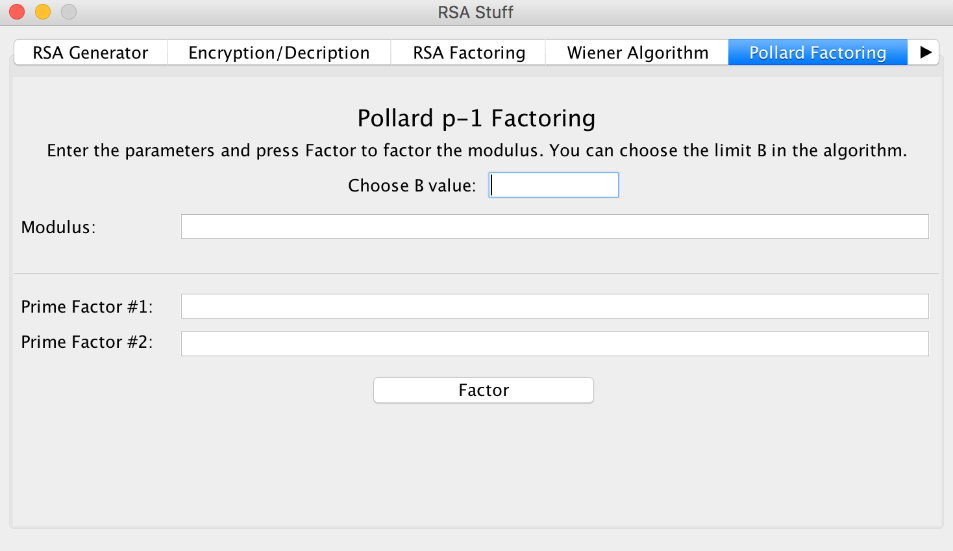 RSA Stuff
RSA Generator Encryption/Decription RSA Factoring Wiener Algorithm Pollard Factoring
Pollard p-1 Factoring
Enter the parameters and press Factor to factor the modulus. You can choose the limit B in the algorithm.
Choose B value:
Modulus:
Prime Factor #1:
Prime Factor #2:
Factor